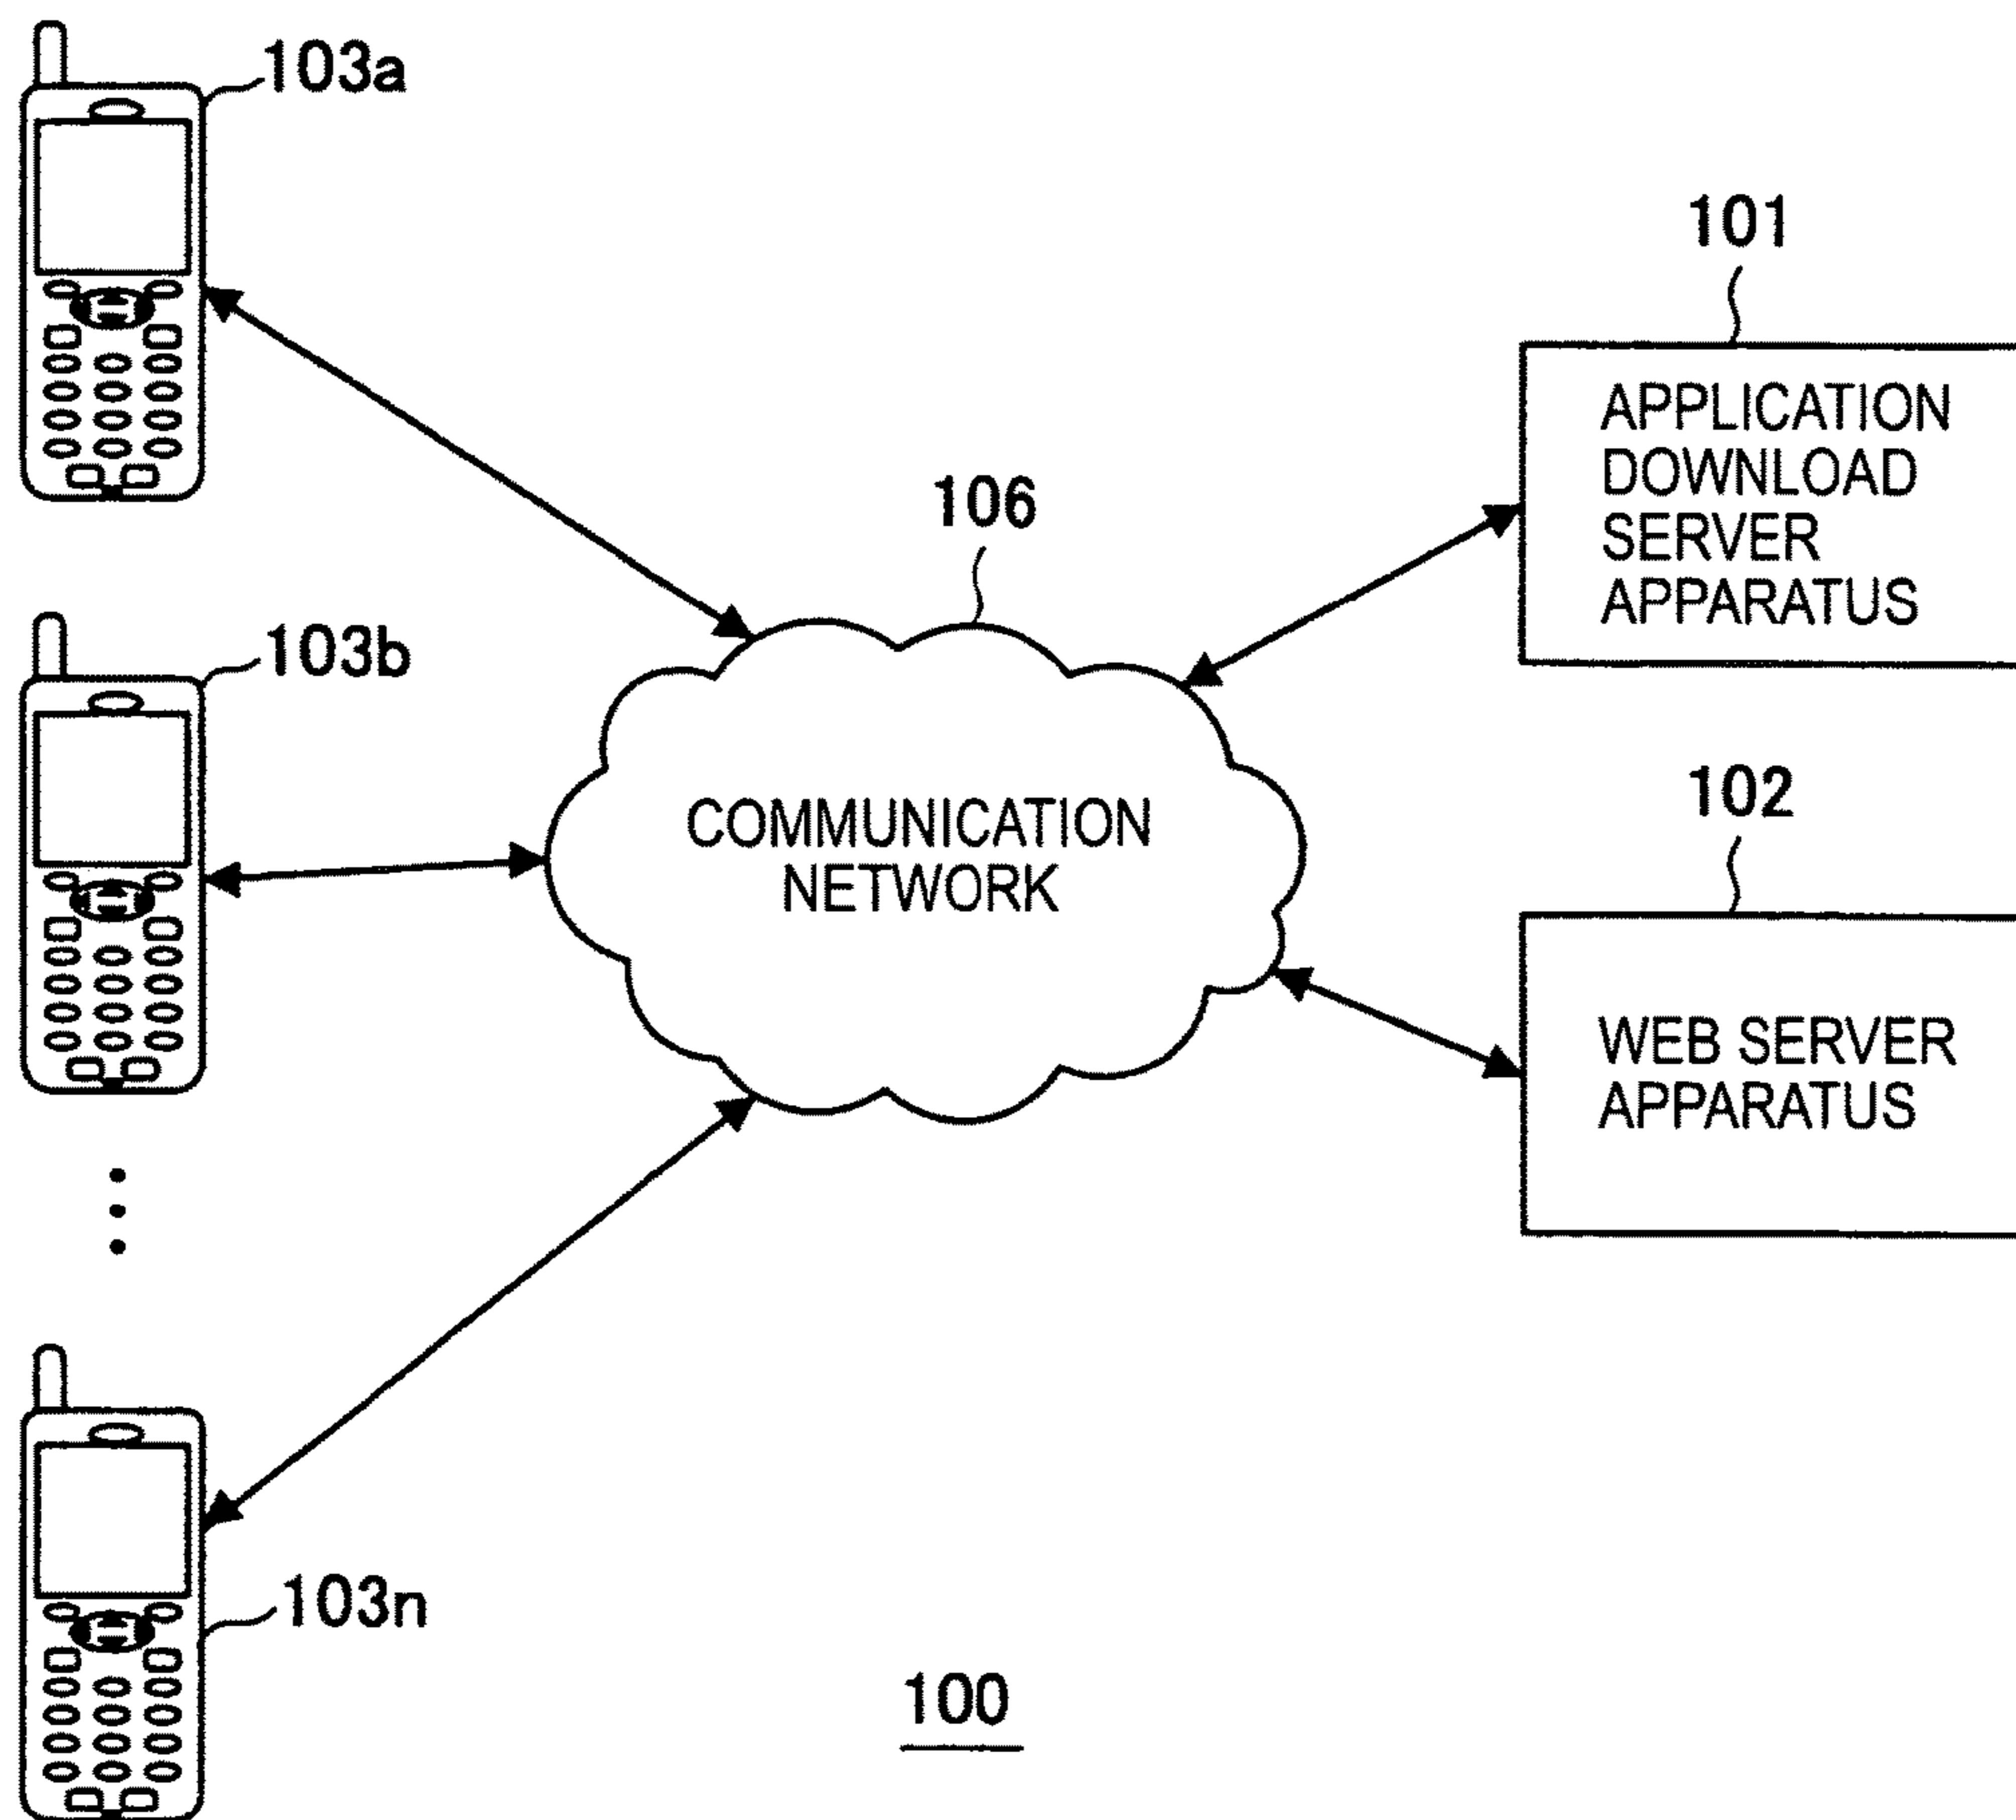 103a
101
APPLICATION
DOWNLOAD
SERVER
APPARATUS
106
103b
COMMUNICATION
NETWORK
102
WEB SERVER
APPARATUS
103n
100